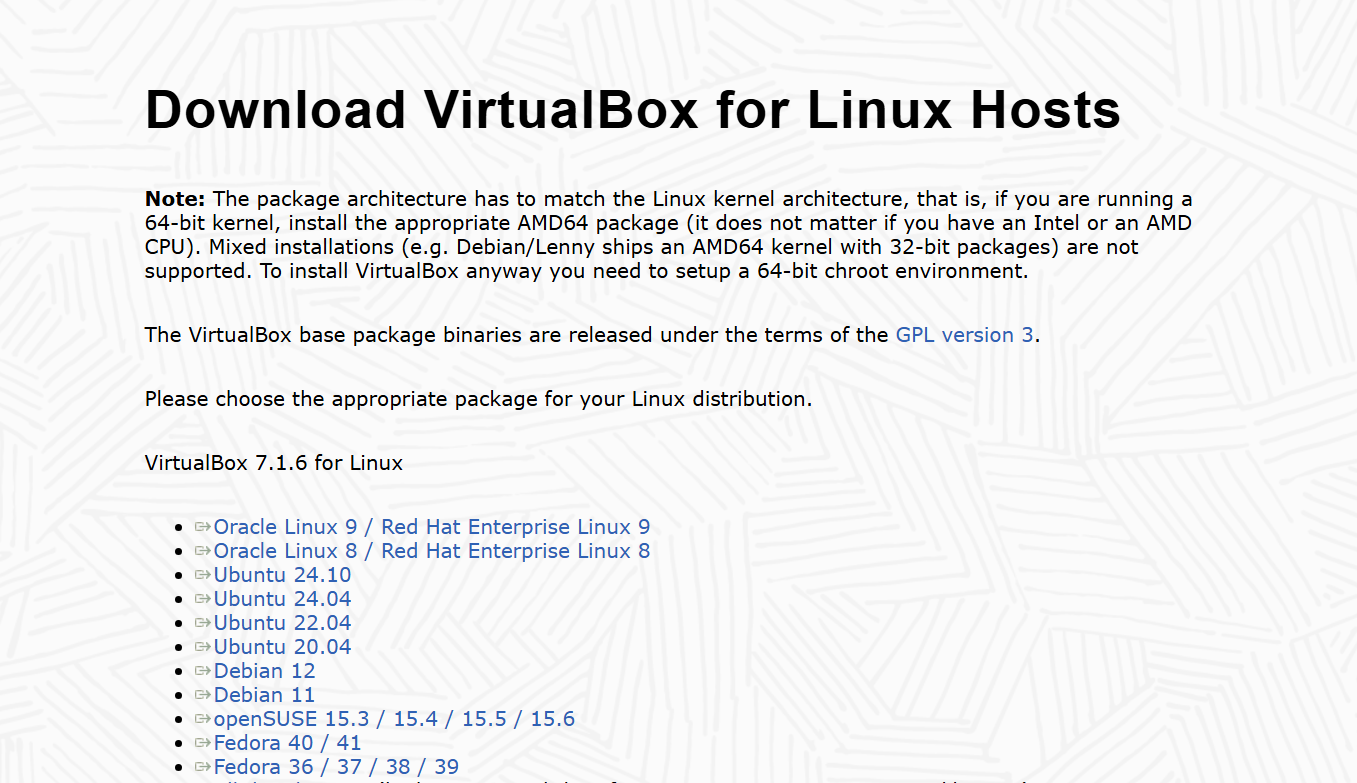 Download VirtualBox for Linux Hosts
Note: The package architecture has to match the Linux kernel architecture, that is, if you are running a
64-bit kernel, install the appropriate AMD64 package (it does not matter if you have an Intel or an AMD
CPU). Mixed installations (e.g. Debian/Lenny ships an AMD64 kernel with 32-bit packages) are not
supported. To install VirtualBox anyway you need to setup a 64-bit chroot environment.
The VirtualBox base package binaries are released under the terms of the GPL version 3.
Please choose the appropriate package for your Linux distribution.
VirtualBox 7.1.6 for Linux
Oracle Linux 9 / Red Hat Enterprise Linux 9
Oracle Linux 8 / Red Hat Enterprise Linux 8
Ubuntu 24.10
Ubuntu 24.04
Ubuntu 22.04
Ubuntu 20.04
Debian 12
Debian 11
openSUSE 15.3 / 15.4 / 15.5 / 15.6
Fedora 40 / 41
Fedora 36 / 37 / 38 / 39